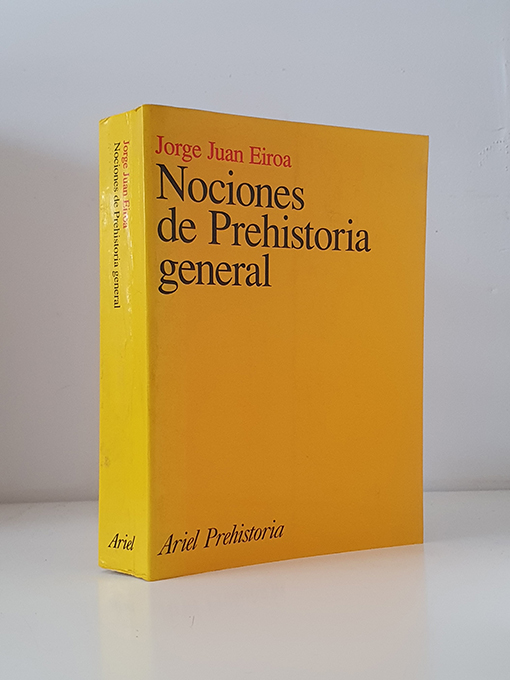 Jorge Juan Eiroa
Nociones
de Prehistoria
general
Ariel Prehistoria
Jorge Juan Eiroa
Nociones de Prehistoria general
Ariel